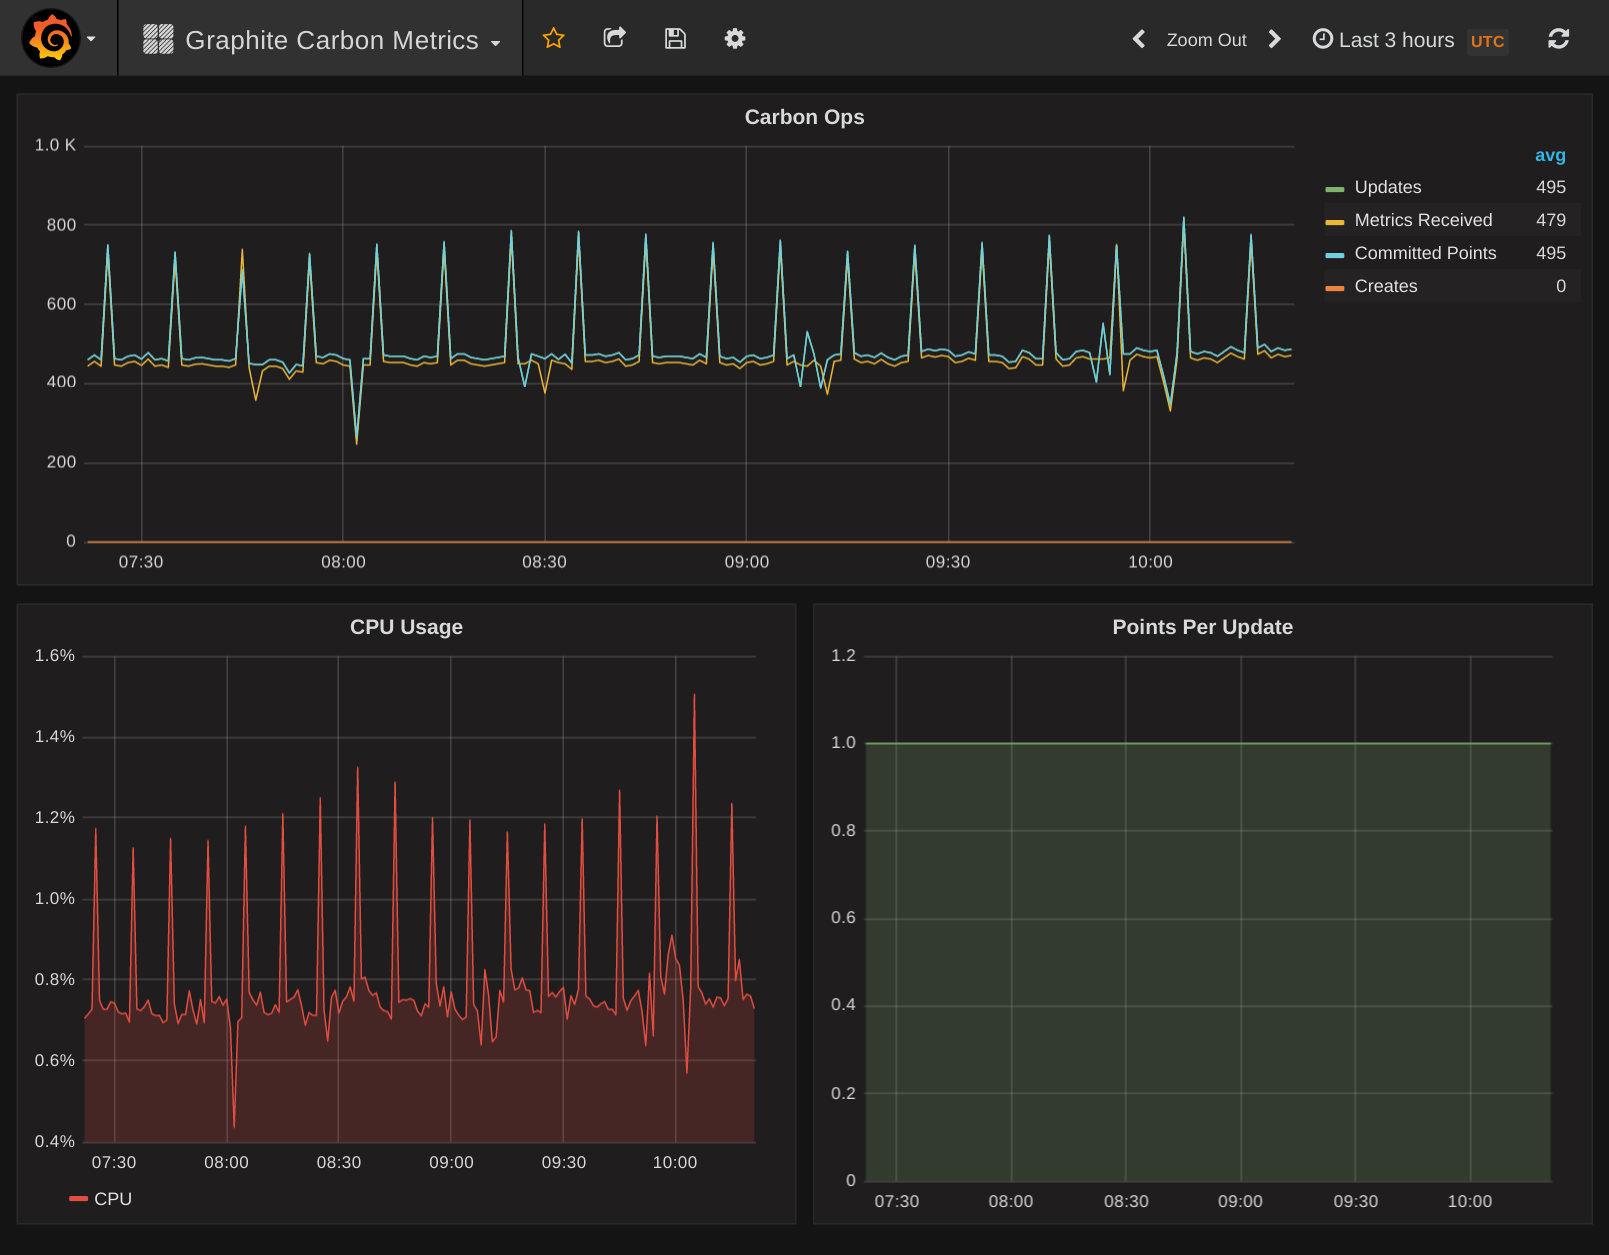 Graphite Carbon Metrics
Zoom Out
Last 3 hours UTC
Carbon Ops
1.0 K
800
600
400
200
0
07:30 08:00 08:30 09:00 09:30 10:00
avg
Updates 495
Metrics Received 479
Committed Points 495
Creates 0
CPU Usage
1.6%
1.4%
1.2%
1.0%
0.8%
0.6%
0.4%
07:30 08:00 08:30 09:00 09:30 10:00
CPU
Points Per Update
1.2
1.0
0.8
0.6
0.4
0.2
0
07:30 08:00 08:30 09:00 09:30 10:00